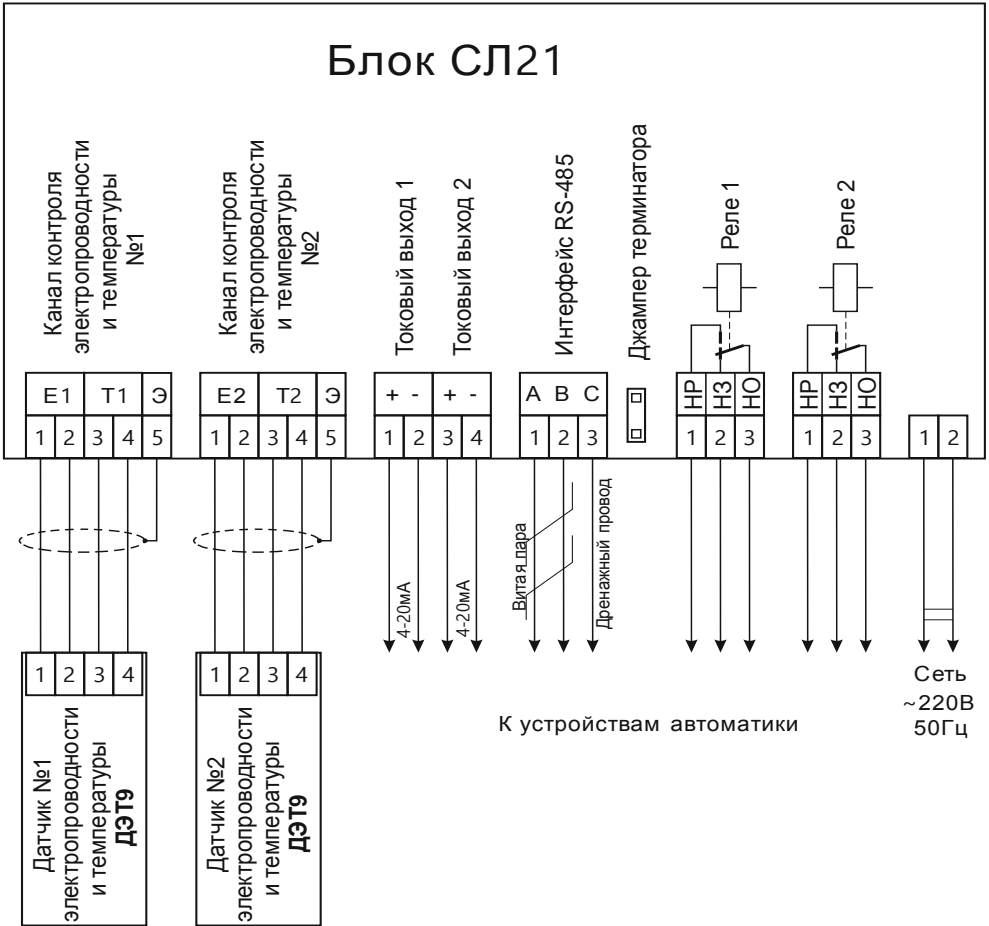 Блок СЛ21
Канал контроля
электропроводности
и температуры
№1
Канал контроля
электропроводности
и температуры
№2
Токовый выход 1
Токовый выход 2
Интерфейс RS-485
Джампер терминатора
Реле 1
Реле 2
E1 T1 Э
1 2 3 4 5
E2 T2 Э
1 2 3 4 5
+ - + -
1 2 3 4
A B C
1 2 3
НР НЗ НО
1 2 3
НР НЗ НО
1 2 3
1 2
4-20мА
4-20мА
Витая пара
Дренажный провод
1 2 3 4
Датчик №1
электропроводности
и температуры
ДЭТ9
1 2 3 4
Датчик №2
электропроводности
и температуры
ДЭТ9
К устройствам автоматики
Сеть
~220В
50Гц